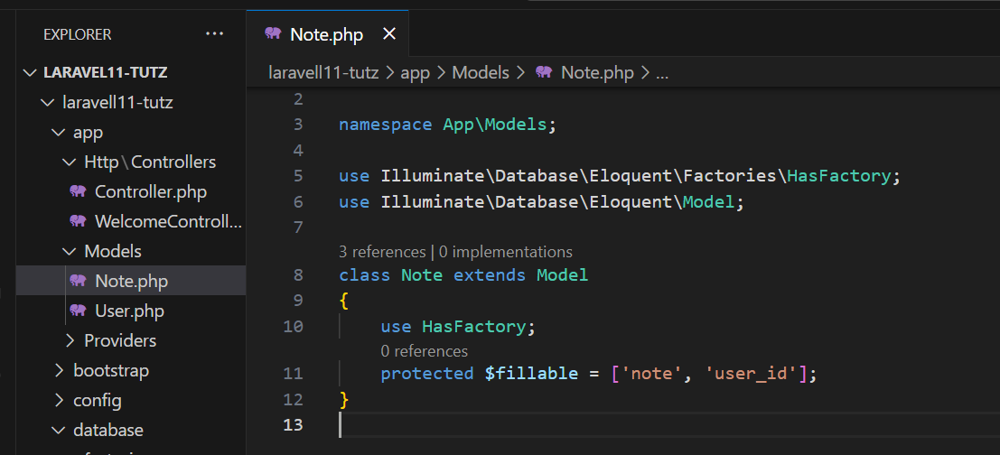 EXPLORER
...
LARAVEL11-TUTZ
laravell11-tutz
app
Http\Controllers
Controller.php
WelcomeControll...
Models
Note.php
User.php
Providers
bootstrap
config
database
Note.php
laravell11-tutz > app > Models > Note.php > ...
2
3 namespace App\Models;
4
5 use Illuminate\Database\Eloquent\Factories\HasFactory;
6 use Illuminate\Database\Eloquent\Model;
7
3 references | 0 implementations
8 class Note extends Model
9 {
10 use HasFactory;
0 references
11 protected $fillable = ['note', 'user_id'];
12 }
13